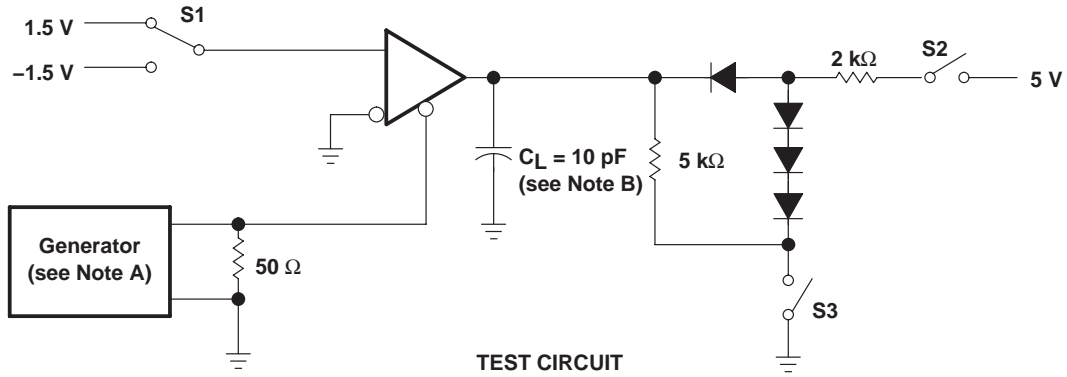 S1
1.5 V
–1.5 V
2 kΩ
S2
5 V
CL = 10 pF
(see Note B)
5 kΩ
Generator
(see Note A)
50 Ω
S3
TEST CIRCUIT